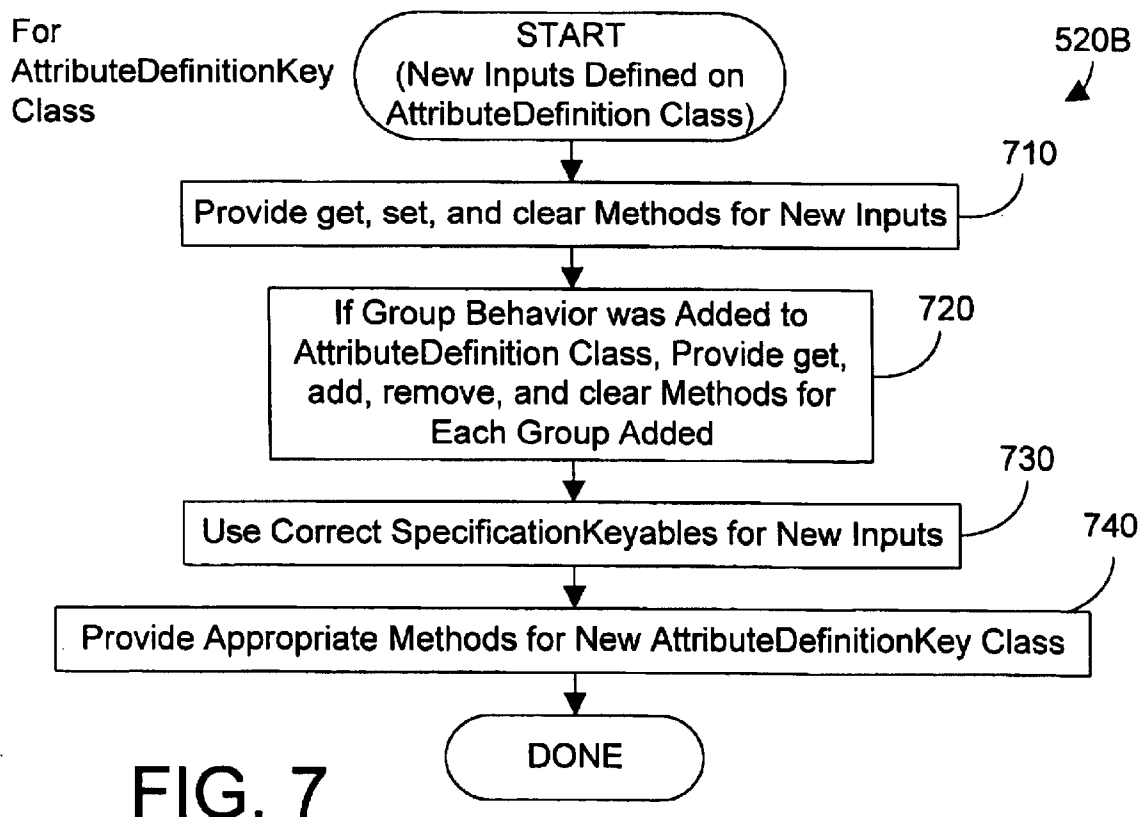 For
AttributeDefinitionKey
Class
START
(New Inputs Defined on
AttributeDefinition Class)
520B
710
Provide get, set, and clear Methods for New Inputs
720
If Group Behavior was Added to
AttributeDefinition Class, Provide get,
add, remove, and clear Methods for
Each Group Added
730
Use Correct SpecificationKeyables for New Inputs
740
Provide Appropriate Methods for New AttributeDefinitionKey Class
DONE
FIG. 7